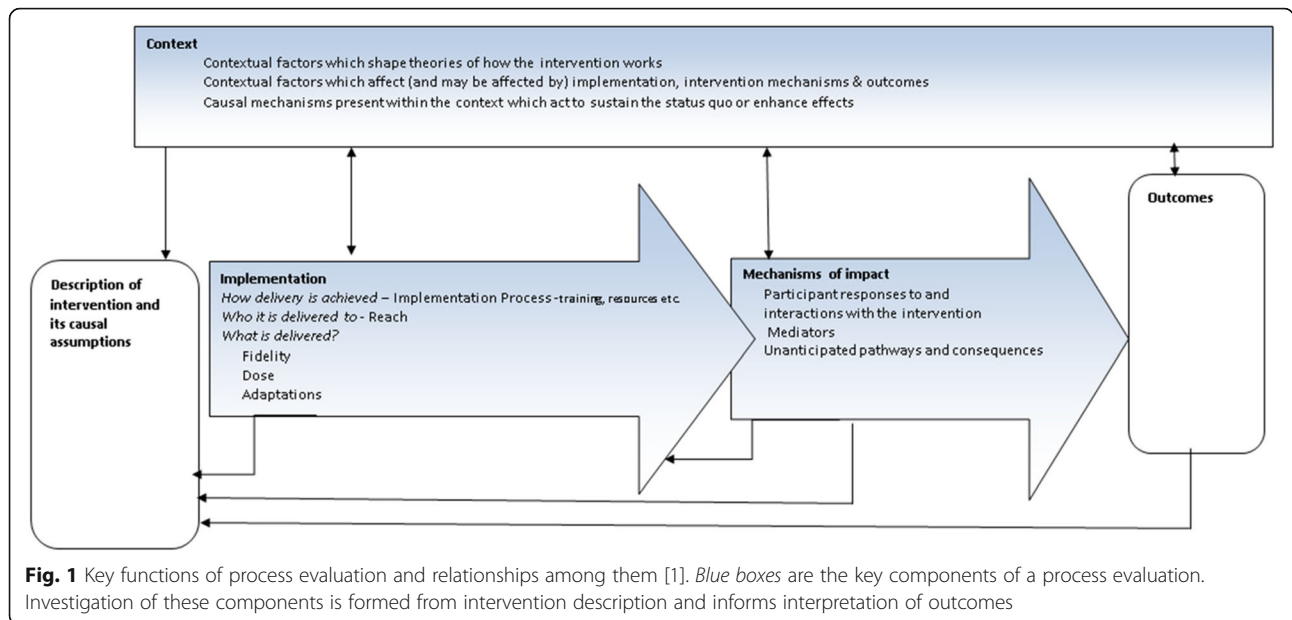 Context
Contextual factors which shape theories of how the intervention works
Contextual factors which affect (and may be affected by) implementation, intervention mechanisms & outcomes
Causal mechanisms present within the context which act to sustain the status quo or enhance effects
Description of
intervention and
its causal
assumptions
Implementation
How delivery is achieved – Implementation Process -training, resources etc.
Who it is delivered to - Reach
What is delivered?
Fidelity
Dose
Adaptations
Mechanisms of impact
Participant responses to and
interactions with the intervention
Mediators
Unanticipated pathways and consequences
Outcomes
Fig. 1 Key functions of process evaluation and relationships among them [1]. Blue boxes are the key components of a process evaluation.
Investigation of these components is formed from intervention description and informs interpretation of outcomes